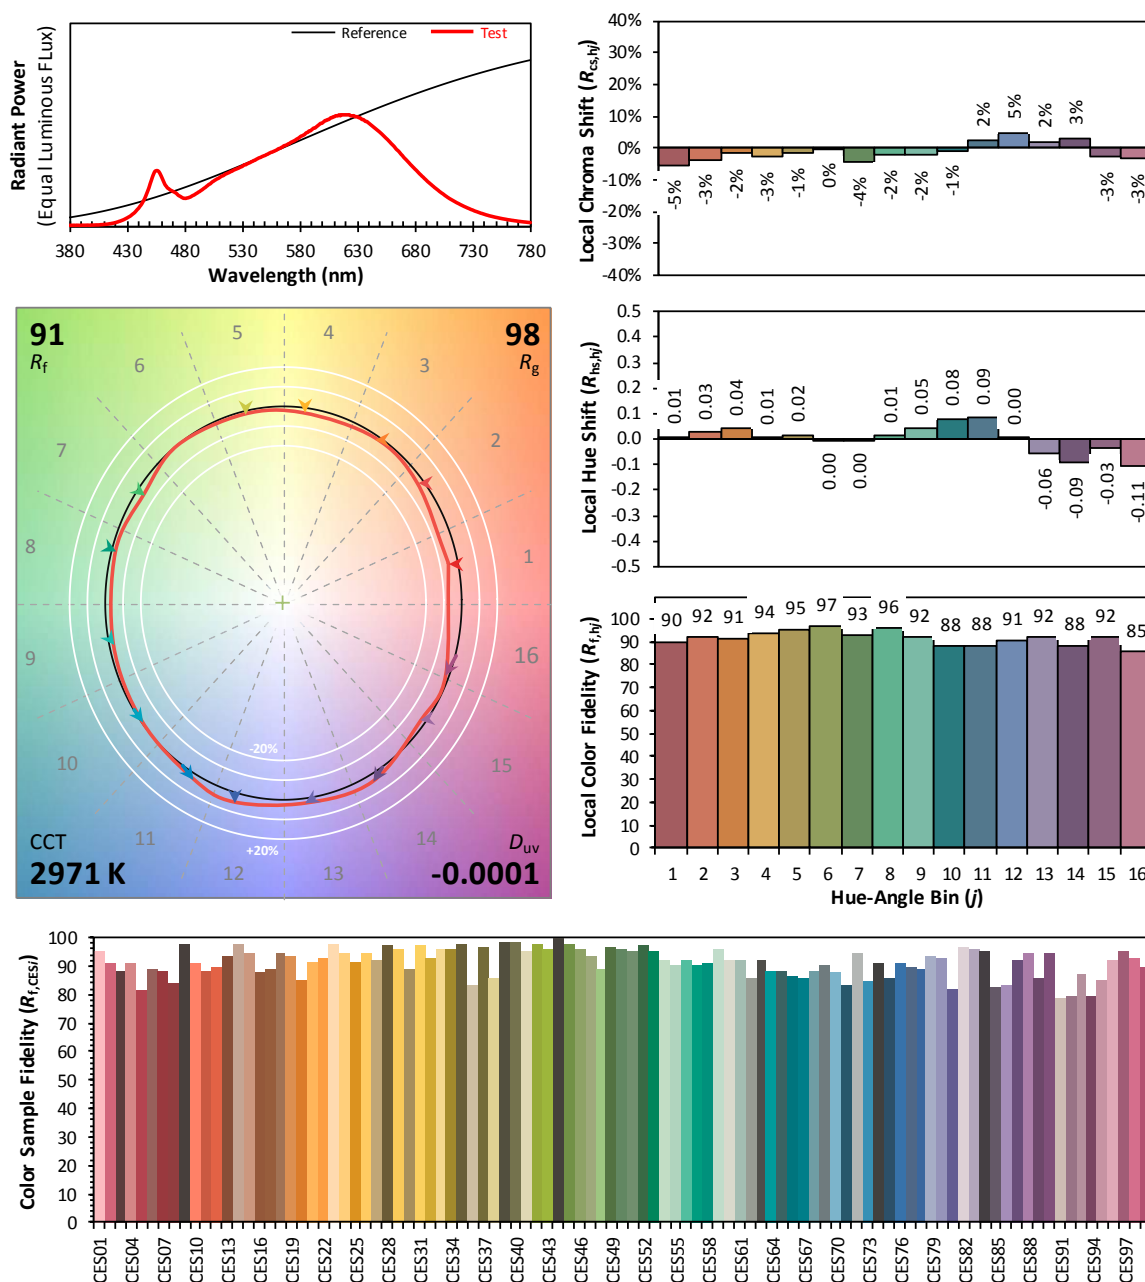 Reference
Test
Radiant Power
(Equal Luminous FLux
380 430 480 530 580 630 680 730 780
Wavelength (nm)
Local Chroma Shift (Rcs,hj)
40%
30%
20%
10%
0%
-10%
-20%
-30%
-40%
-5% -3% -2% -3% -1% 0% -4% -2% -2% -1% 2% 5% 2% 3% -3% -3%
91
Rf
98
Rg
5 4
6 3
7 2
8 1
9 16
10 15
11 14
12 13
-20%
+20%
CCT
2971 K
Duv
-0.0001
Local Hue Shift (Rhs,hj)
0.5
0.4
0.3
0.2
0.1
0.0
-0.1
-0.2
-0.3
-0.4
-0.5
0.01 0.03 0.04 0.01 0.02 0.00 0.00 0.01 0.05 0.08 0.09 0.00 -0.06 -0.09 -0.03 -0.11
Local Color Fidelity (Rf,hj)
100
90
80
70
60
50
40
30
20
10
0
90 92 91 94 95 97 93 96 92 88 88 91 92 88 92 85
1 2 3 4 5 6 7 8 9 10 11 12 13 14 15 16
Hue-Angle Bin (j)
Color Sample Fidelity (Rf,CESi)
100
90
80
70
60
50
40
30
20
10
0
CES01 CES04 CES07 CES10 CES13 CES16 CES19 CES22 CES25 CES28 CES31 CES34 CES37 CES40 CES43 CES46 CES49 CES52 CES55 CES58 CES61 CES64 CES67 CES70 CES73 CES76 CES79 CES82 CES85 CES88 CES91 CES94 CES97